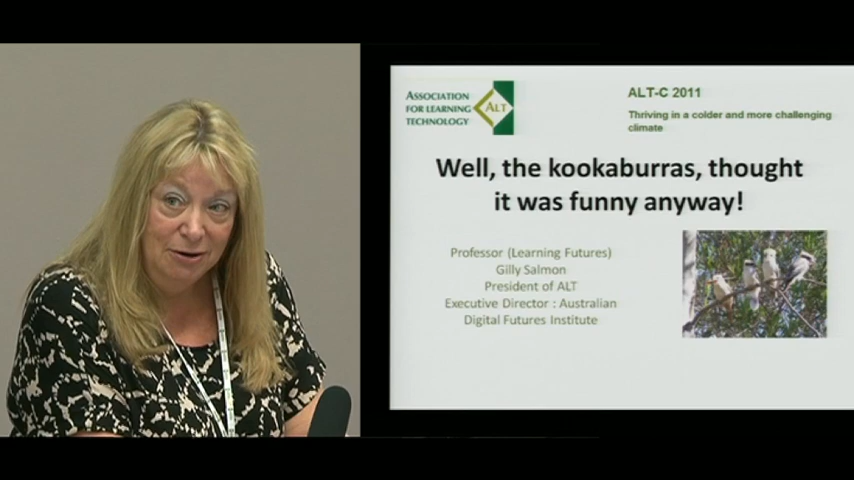 ASSOCIATION
FOR LEARNING
TECHNOLOGY
ALT
ALT-C 2011
Thriving in a colder and more challenging
climate
Well, the kookaburras, thought
it was funny anyway!
Professor (Learning Futures)
Gilly Salmon
President of ALT
Executive Director : Australian
Digital Futures Institute